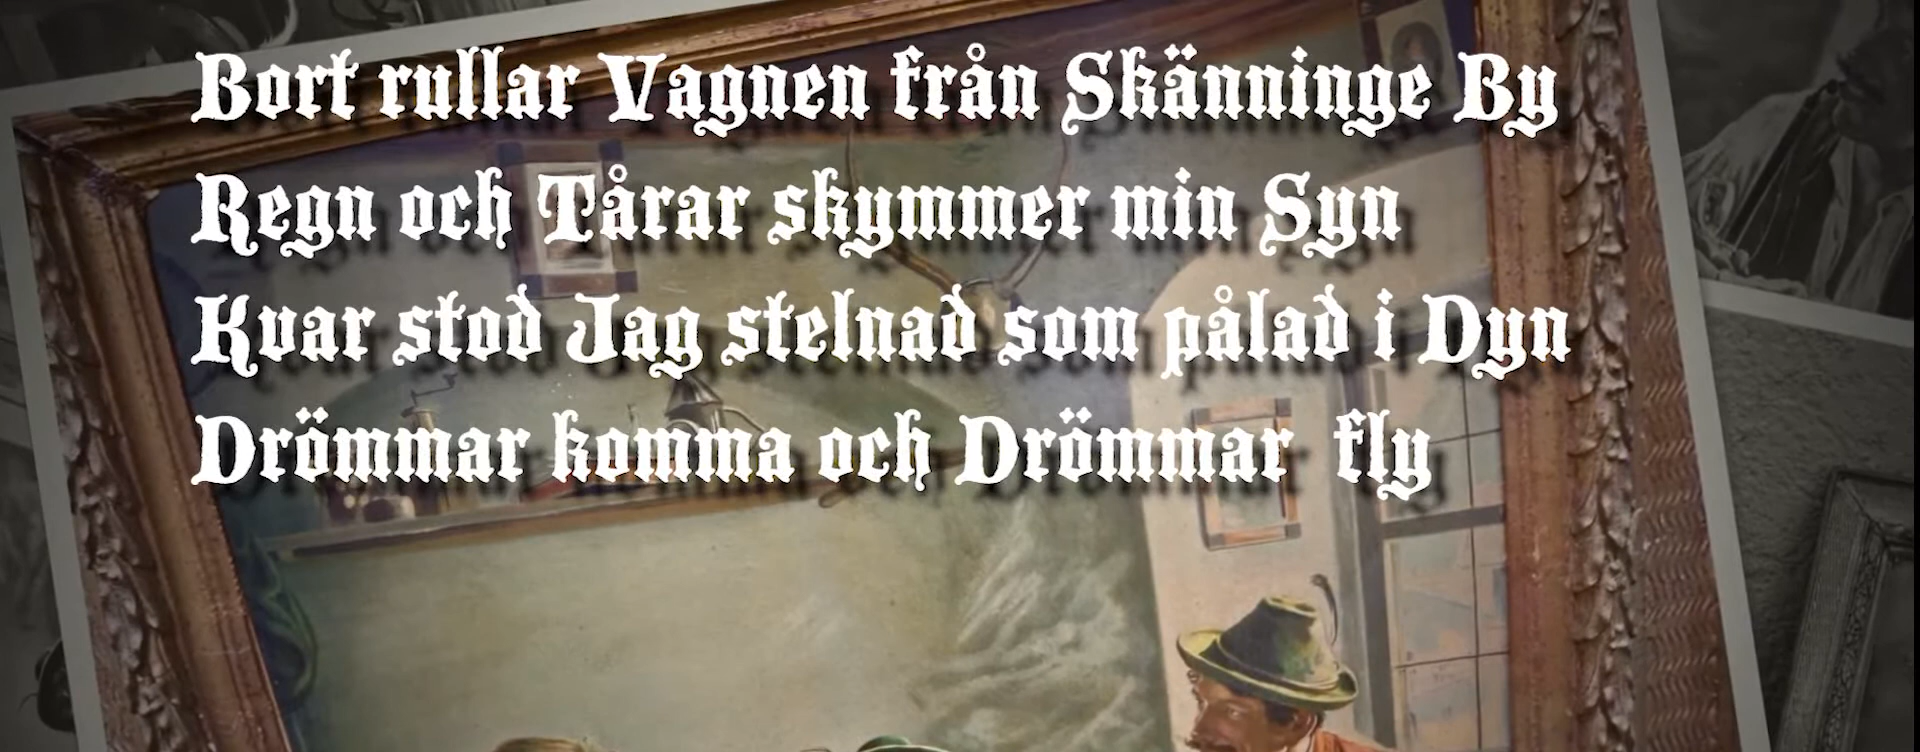 Bort rullar Vagnen från Skänninge By
Regn och Tårar skymmer min Syn
Kvar stod Jag stelnad som pålad i Dyn
Drömmar komma och Drömmar fly